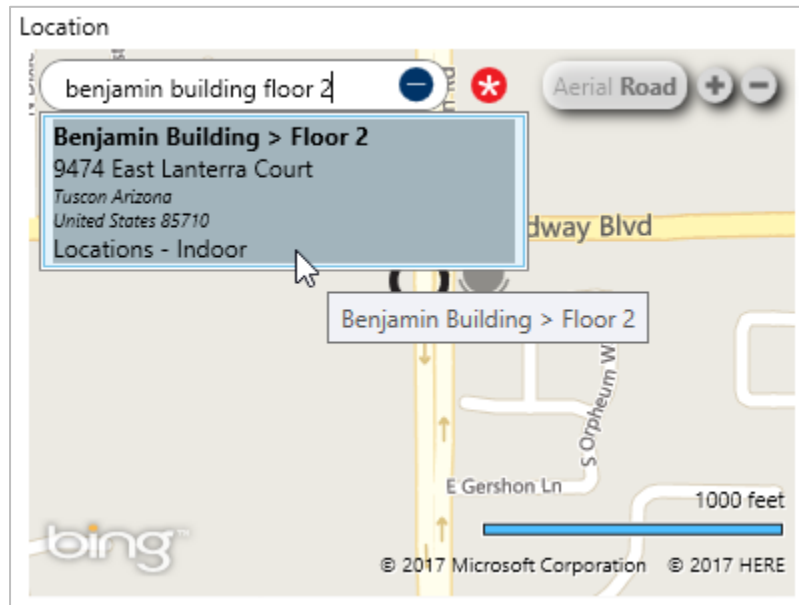 Location
benjamin building floor 2
Aerial Road
Benjamin Building > Floor 2
9474 East Lanterra Court
Tuscon Arizona
United States 85710
Locations - Indoor
dway Blvd
Benjamin Building > Floor 2
S Orpheum W
E Gershon Ln
1000 feet
bing™
© 2017 Microsoft Corporation © 2017 HERE